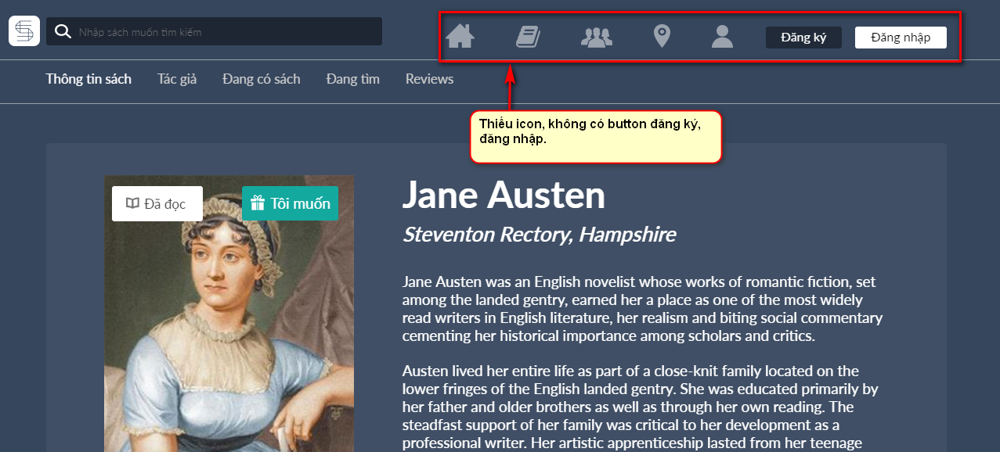 Nhập sách muốn tìm kiếm
Đăng ký
Đăng nhập
Thông tin sách
Tác giả
Đang có sách
Đang tìm
Reviews
Thiếu icon, không có button đăng ký,
đăng nhập.
Đã đọc
Tôi muốn
Jane Austen
Steventon Rectory, Hampshire
Jane Austen was an English novelist whose works of romantic fiction, set
among the landed gentry, earned her a place as one of the most widely
read writers in English literature, her realism and biting social commentary
cementing her historical importance among scholars and critics.
Austen lived her entire life as part of a close-knit family located on the
lower fringes of the English landed gentry. She was educated primarily by
her father and older brothers as well as through her own reading. The
steadfast support of her family was critical to her development as a
professional writer. Her artistic apprenticeship lasted from her teenage